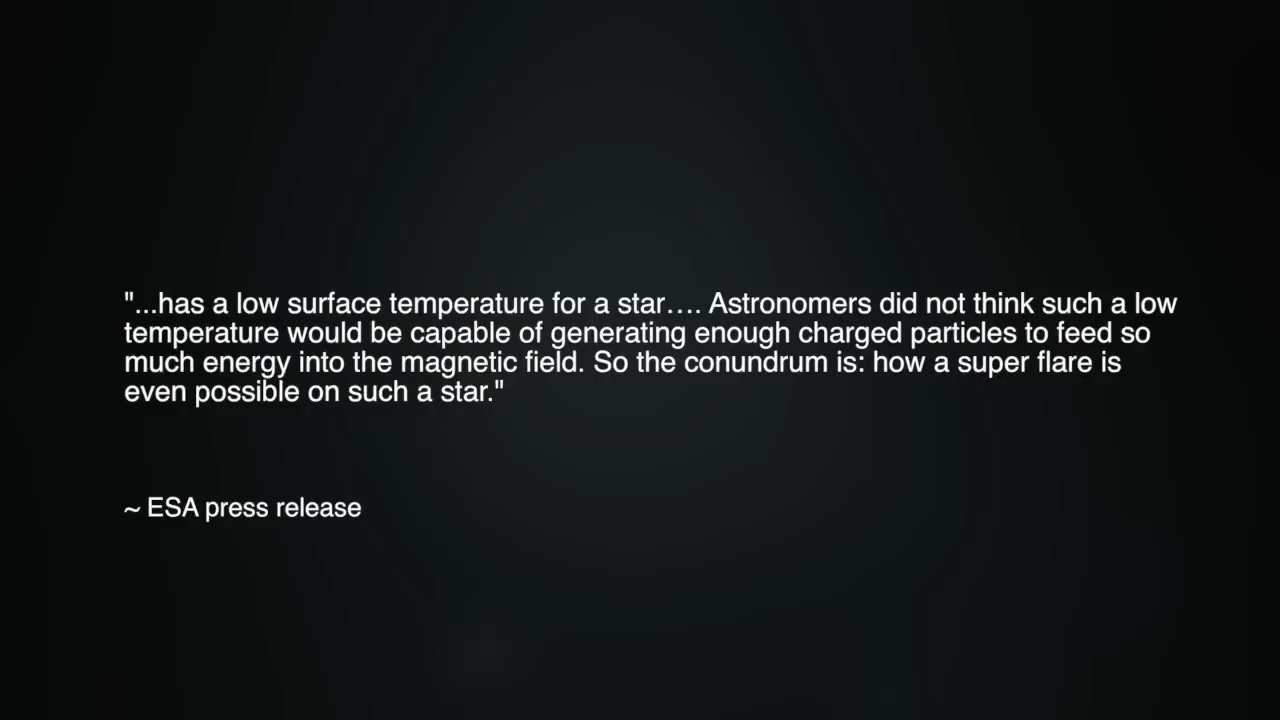 "...has a low surface temperature for a star…. Astronomers did not think such a low
temperature would be capable of generating enough charged particles to feed so
much energy into the magnetic field. So the conundrum is: how a super flare is
even possible on such a star."
~ ESA press release